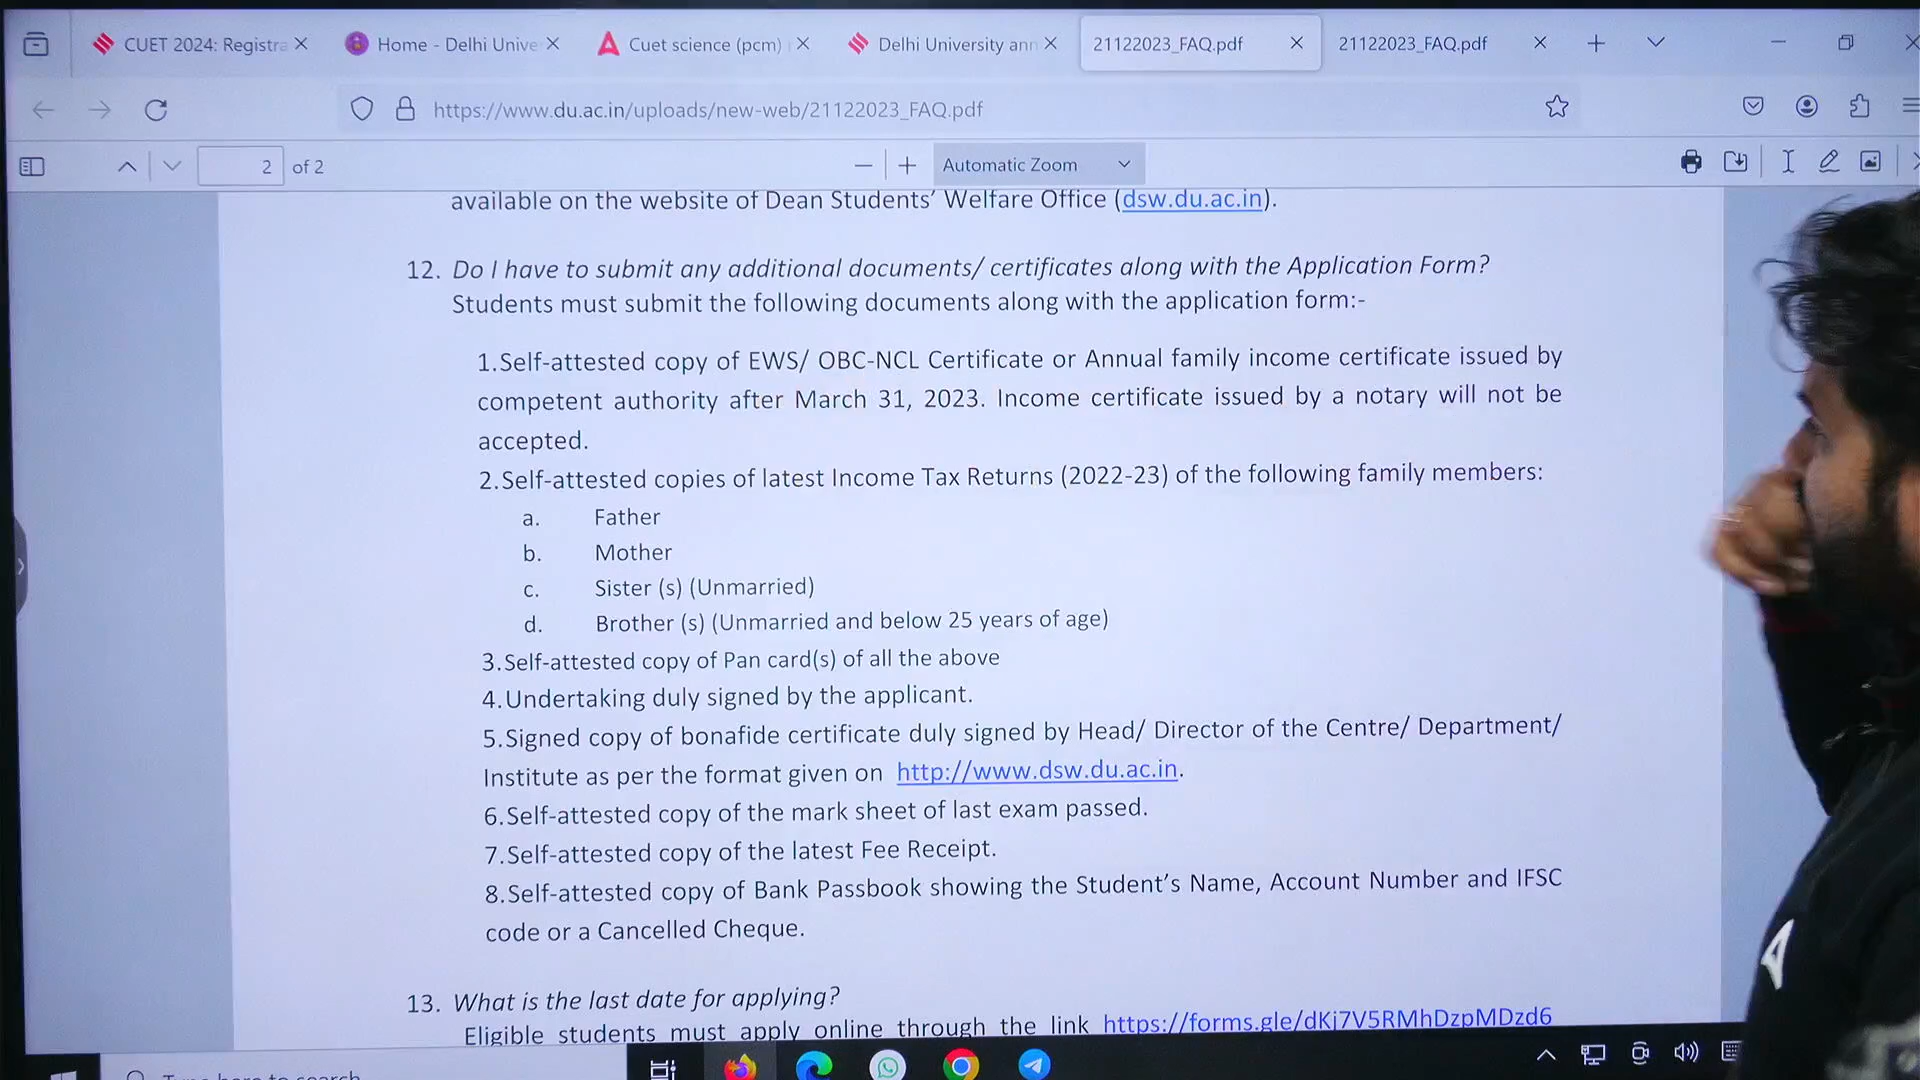 CUET 2024: Registra
Home - Delhi Unive
Cuet science (pcm)
Delhi University ann
21122023_FAQ.pdf
21122023_FAQ.pdf
https://www.du.ac.in/uploads/new-web/21122023_FAQ.pdf
2 of 2
Automatic Zoom
available on the website of Dean Students’ Welfare Office (dsw.du.ac.in).
12. Do I have to submit any additional documents/ certificates along with the Application Form?
Students must submit the following documents along with the application form:-
1.Self-attested copy of EWS/ OBC-NCL Certificate or Annual family income certificate issued by
competent authority after March 31, 2023. Income certificate issued by a notary will not be
accepted.
2.Self-attested copies of latest Income Tax Returns (2022-23) of the following family members:
a. Father
b. Mother
c. Sister (s) (Unmarried)
d. Brother (s) (Unmarried and below 25 years of age)
3.Self-attested copy of Pan card(s) of all the above
4.Undertaking duly signed by the applicant.
5.Signed copy of bonafide certificate duly signed by Head/ Director of the Centre/ Department/
Institute as per the format given on http://www.dsw.du.ac.in.
6.Self-attested copy of the mark sheet of last exam passed.
7.Self-attested copy of the latest Fee Receipt.
8.Self-attested copy of Bank Passbook showing the Student’s Name, Account Number and IFSC
code or a Cancelled Cheque.
13. What is the last date for applying?
Eligible students must apply online through the link https://forms.gle/dKj7V5RMhDzpMDzd6
Type here to search